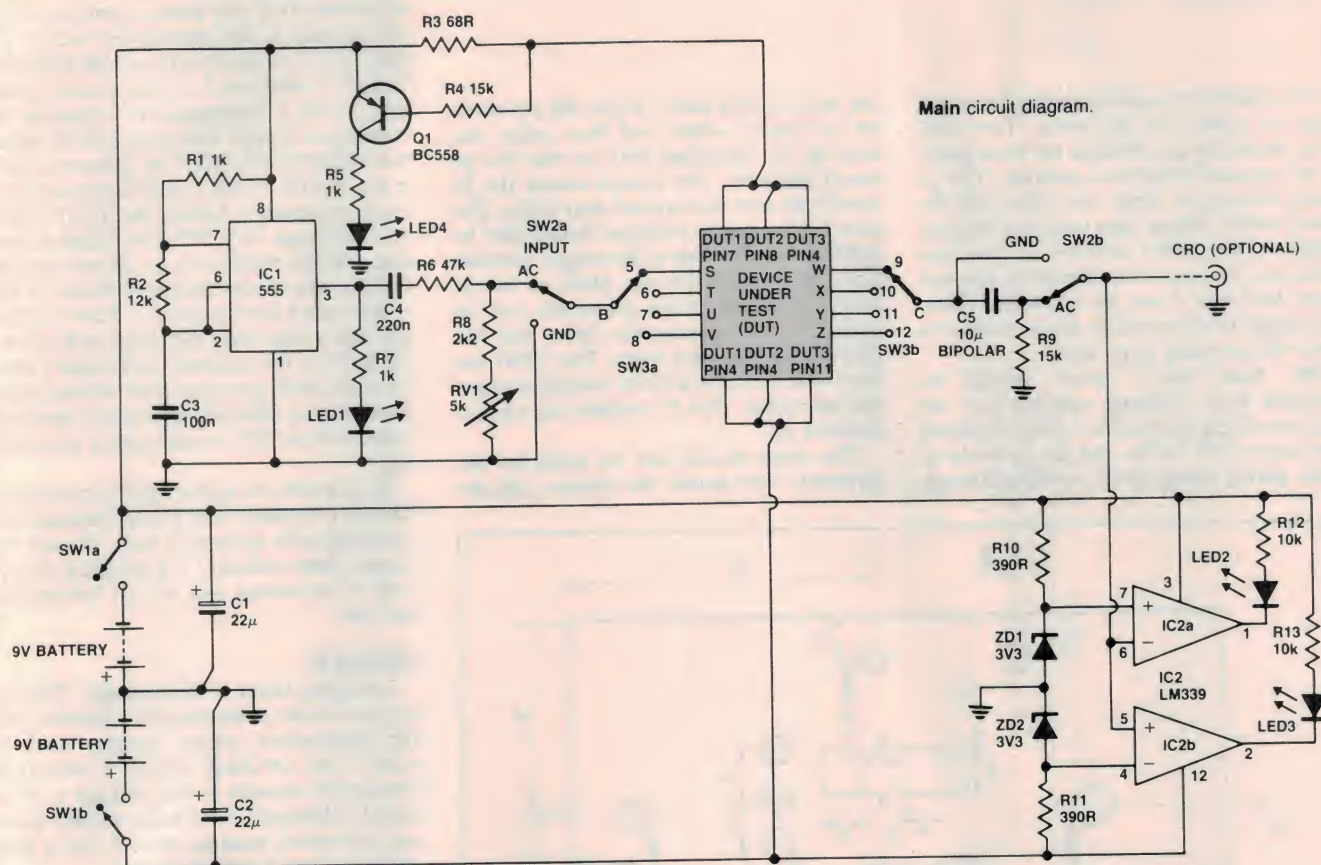 R3 68R
R4 15k
Main circuit diagram.
Q1
BC558
R1 1k
R5
1k
8
7
LED4
SW2a
INPUT
DUT1 DUT2 DUT3
PIN7 PIN8 PIN4
GND
SW2b
CRO (OPTIONAL)
6
IC1
555
3
R2
12k
2
1
R6 47k
AC
5
S
W
9
6
T
DEVICE
UNDER
TEST
(DUT)
X
10
7
U
Y
11
8
V
Z
12
B
C
C4
220n
R8
2k2
GND
SW3a
SW3b
C5
10μ
BIPOLAR
AC
R9
15k
DUT1 DUT2 DUT3
PIN4 PIN4 PIN11
R7
1k
LED1
RV1
5k
C3
100n
SW1a
C1
22μ
+
9V BATTERY
+
9V BATTERY
+
SW1b
+
C2
22μ
R10
390R
R12
10k
LED2
3
7
+
IC2a
1
−
6
ZD1
3V3
R13
10k
IC2
LM339
LED3
ZD2
3V3
5
+
IC2b
2
−
4
12
R11
390R